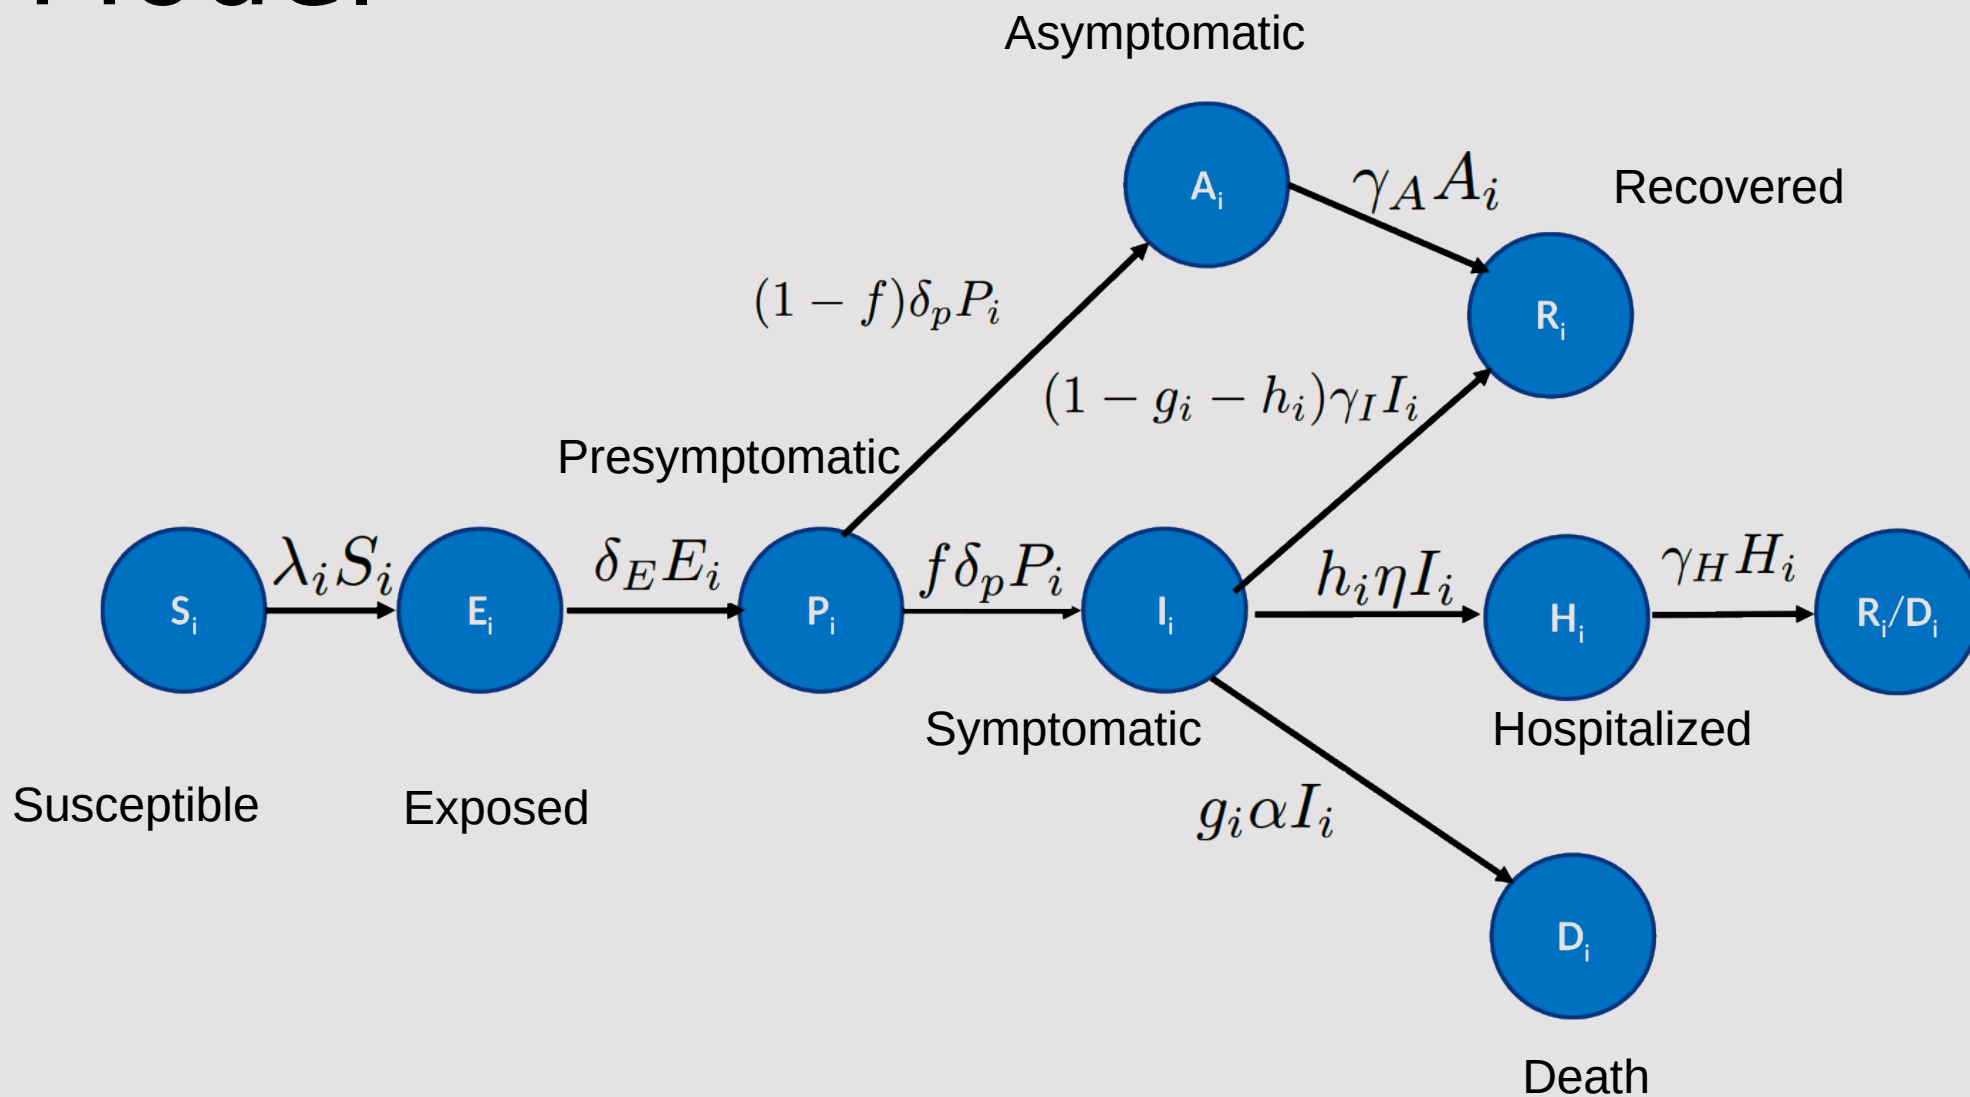 Model
Asymptomatic
A_i
γ_A A_i
Recovered
R_i
(1 − f)δ_p P_i
(1 − g_i − h_i)γ_I I_i
Presymptomatic
S_i
λ_i S_i
E_i
δ_E E_i
P_i
f δ_p P_i
I_i
h_i η I_i
H_i
γ_H H_i
R_i/D_i
Symptomatic
Hospitalized
Susceptible
Exposed
g_i α I_i
D_i
Death